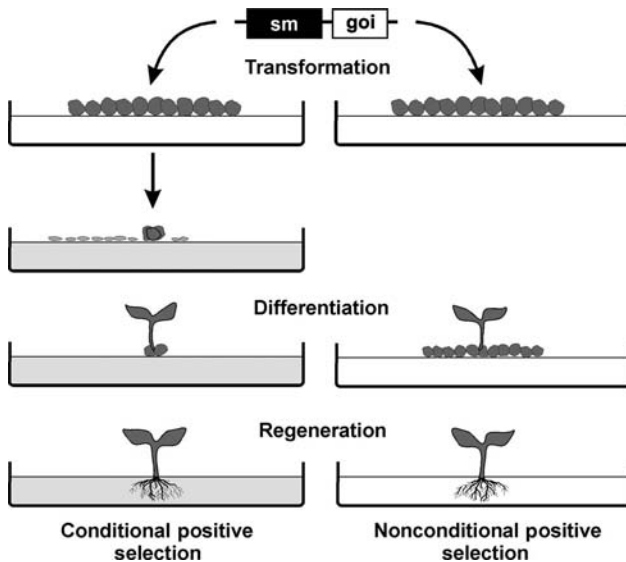 sm
goi
Transformation
Differentiation
Regeneration
Conditional positive
selection
Nonconditional positive
selection